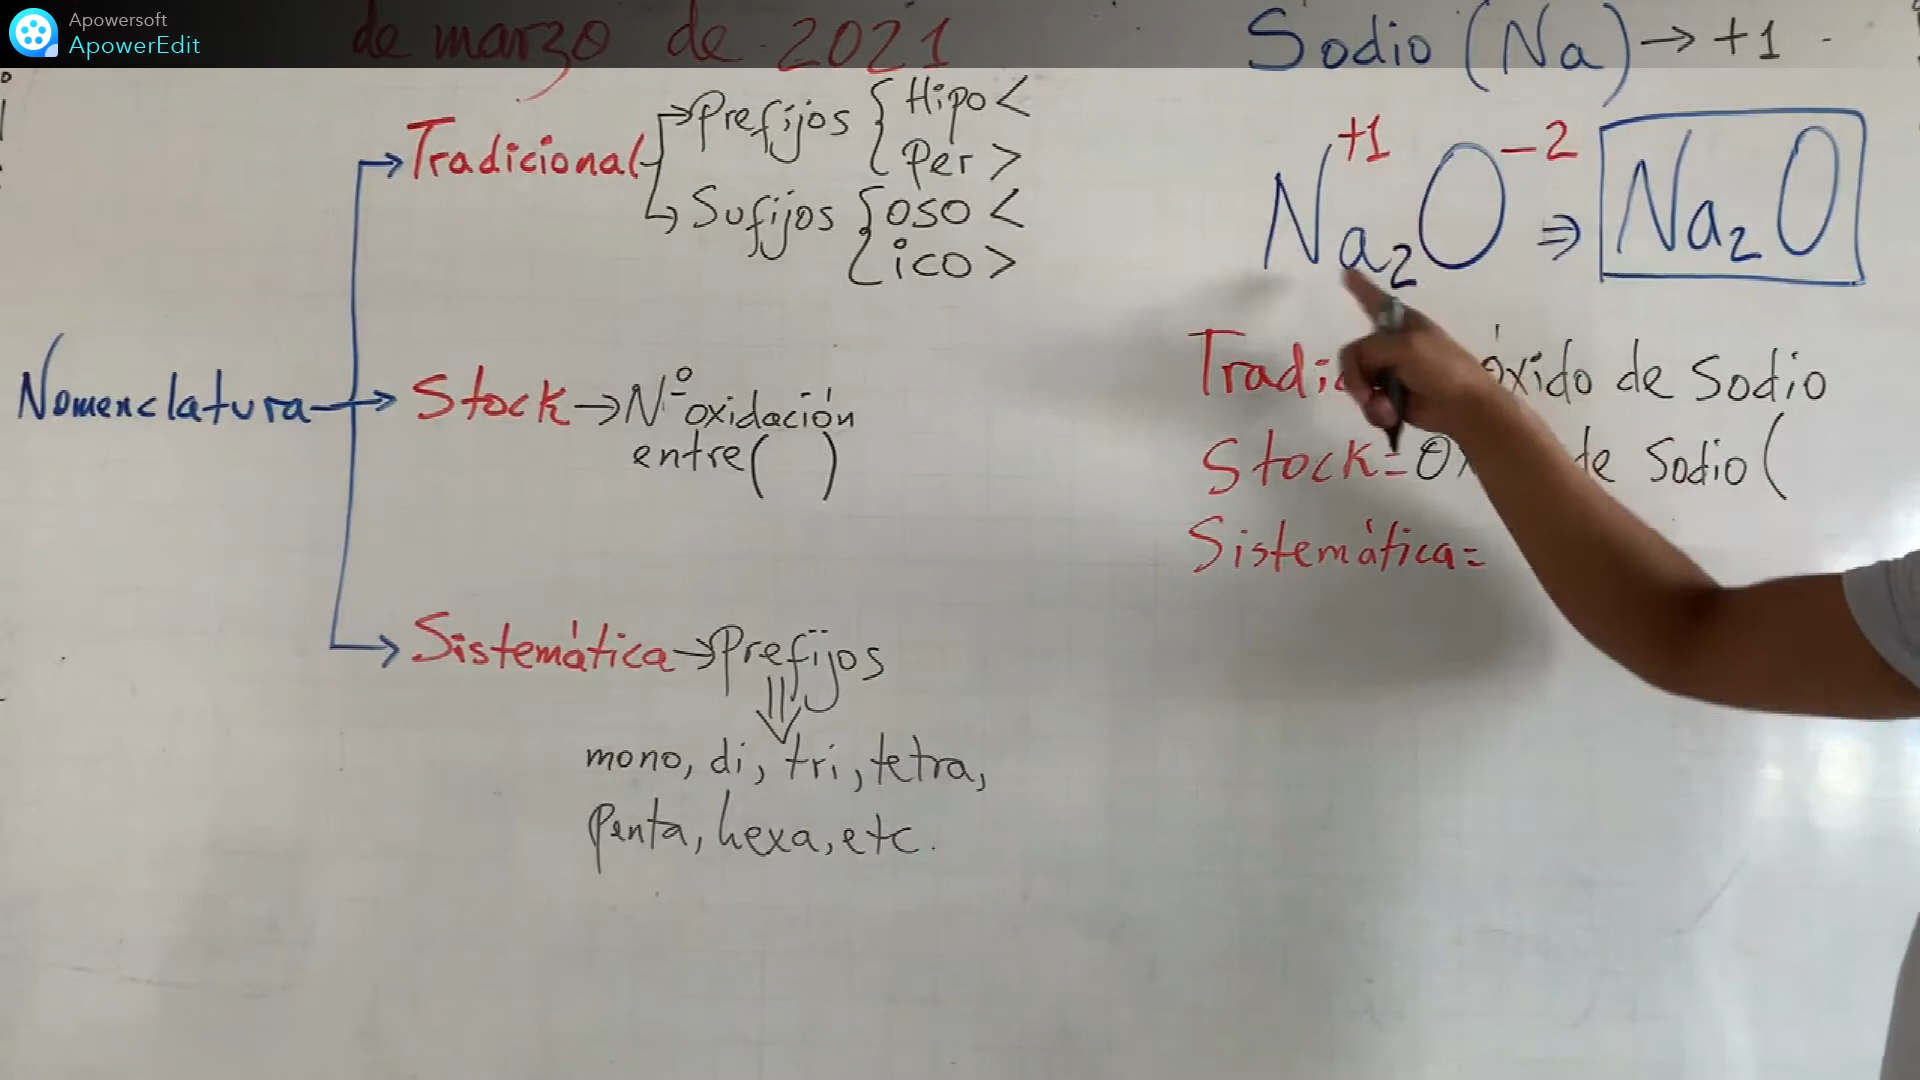 Apowersoft
ApowerEdit
de marzo de 2021
Sodio (Na) → +1
Nomenclatura
Tradicional
Prefijos { Hipo <
Per >
Sufijos { oso <
ico >
Stock → Nº oxidación
entre ( )
Sistemática → Prefijos
mono, di, tri, tetra,
penta, hexa, etc.
Na₂⁺¹ O⁻² ⇒ Na₂O
óxido de Sodio
Stock= de Sodio (
Sistemática=